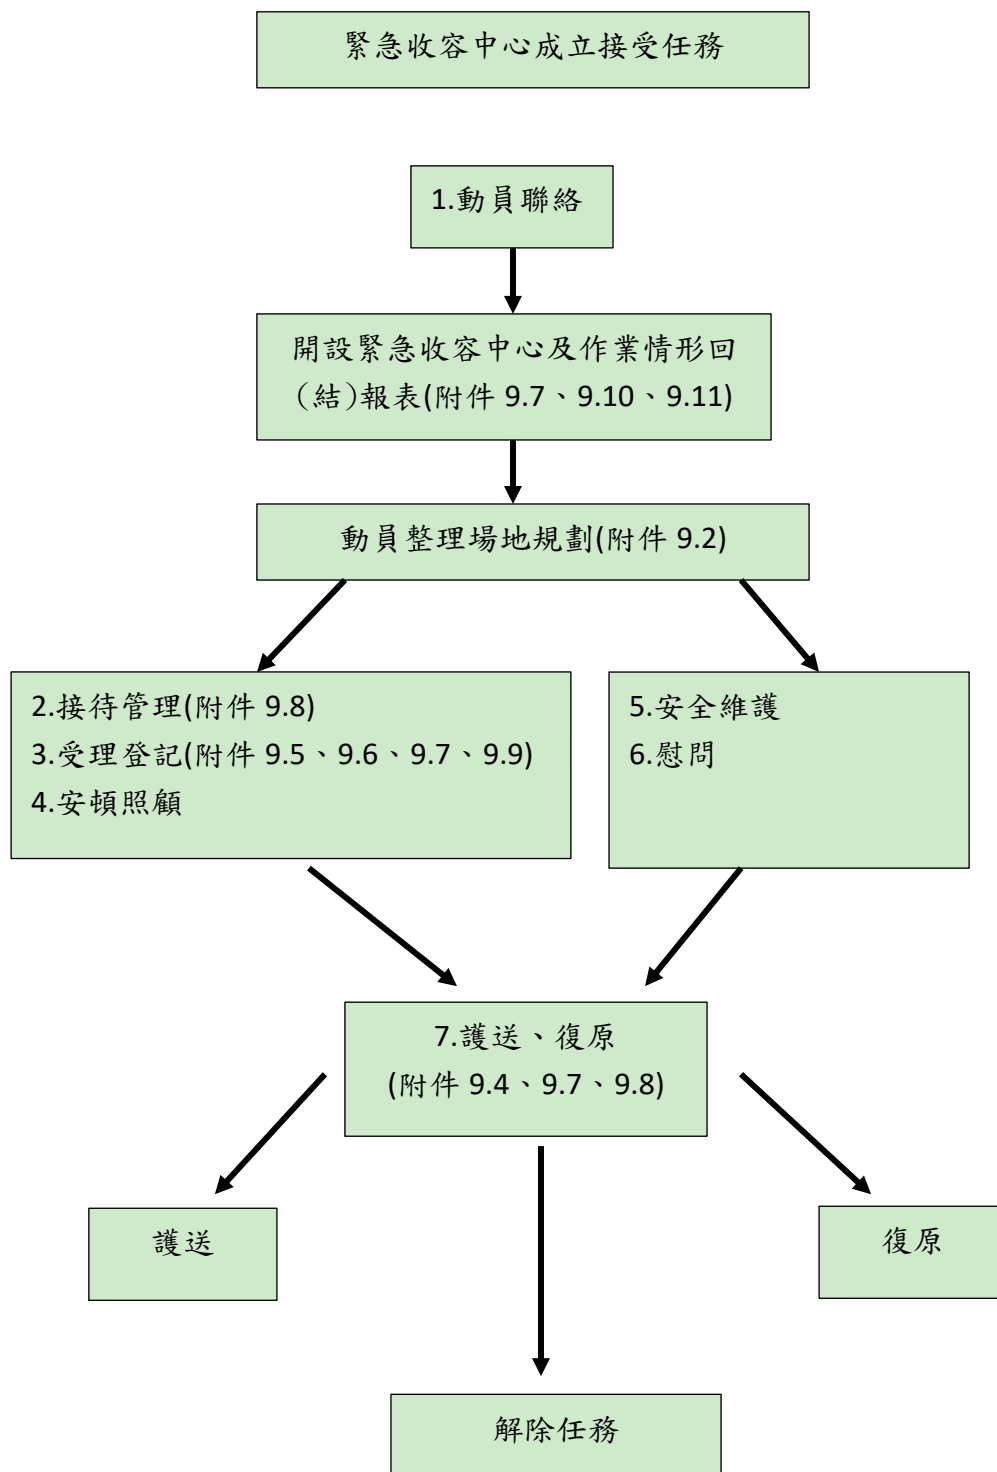 緊急收容中心成立接受任務
1.動員聯絡
開設緊急收容中心及作業情形回
(結)報表(附件 9.7、9.10、9.11)
動員整理場地規劃(附件 9.2)
2.接待管理(附件 9.8)
3.受理登記(附件 9.5、9.6、9.7、9.9)
4.安頓照顧
5.安全維護
6.慰問
7.護送、復原
(附件 9.4、9.7、9.8)
護送
復原
解除任務